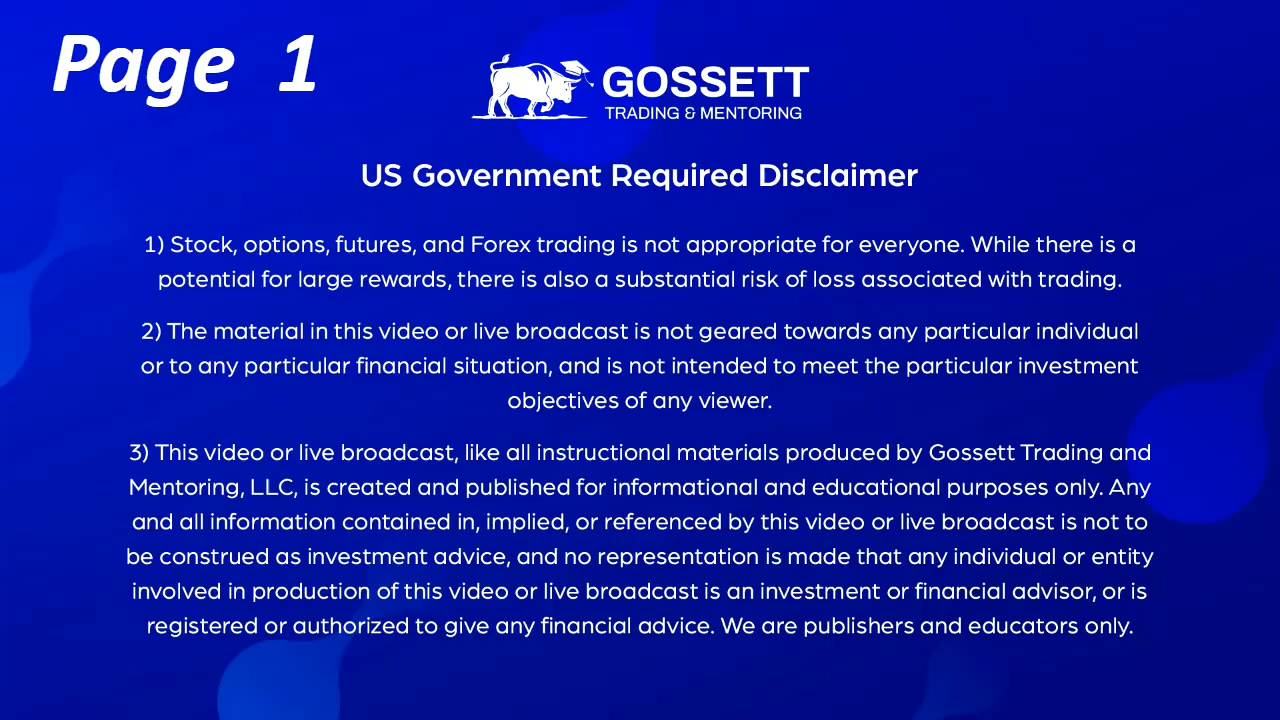 Page 1
GOSSETT
TRADING & MENTORING
US Government Required Disclaimer
1) Stock, options, futures, and Forex trading is not appropriate for everyone. While there is a
potential for large rewards, there is also a substantial risk of loss associated with trading.
2) The material in this video or live broadcast is not geared towards any particular individual
or to any particular financial situation, and is not intended to meet the particular investment
objectives of any viewer.
3) This video or live broadcast, like all instructional materials produced by Gossett Trading and
Mentoring, LLC, is created and published for informational and educational purposes only. Any
and all information contained in, implied, or referenced by this video or live broadcast is not to
be construed as investment advice, and no representation is made that any individual or entity
involved in production of this video or live broadcast is an investment or financial advisor, or is
registered or authorized to give any financial advice. We are publishers and educators only.